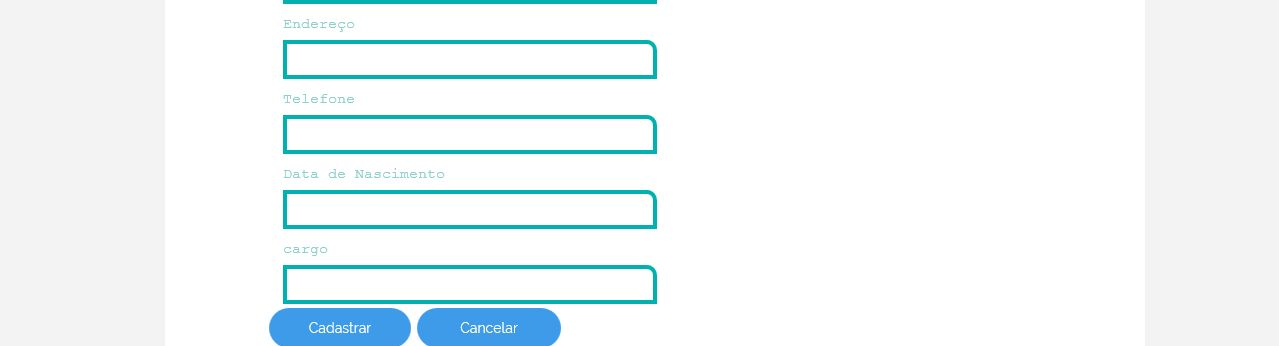 Endereço
Telefone
Data de Nascimento
cargo
Cadastrar Cancelar